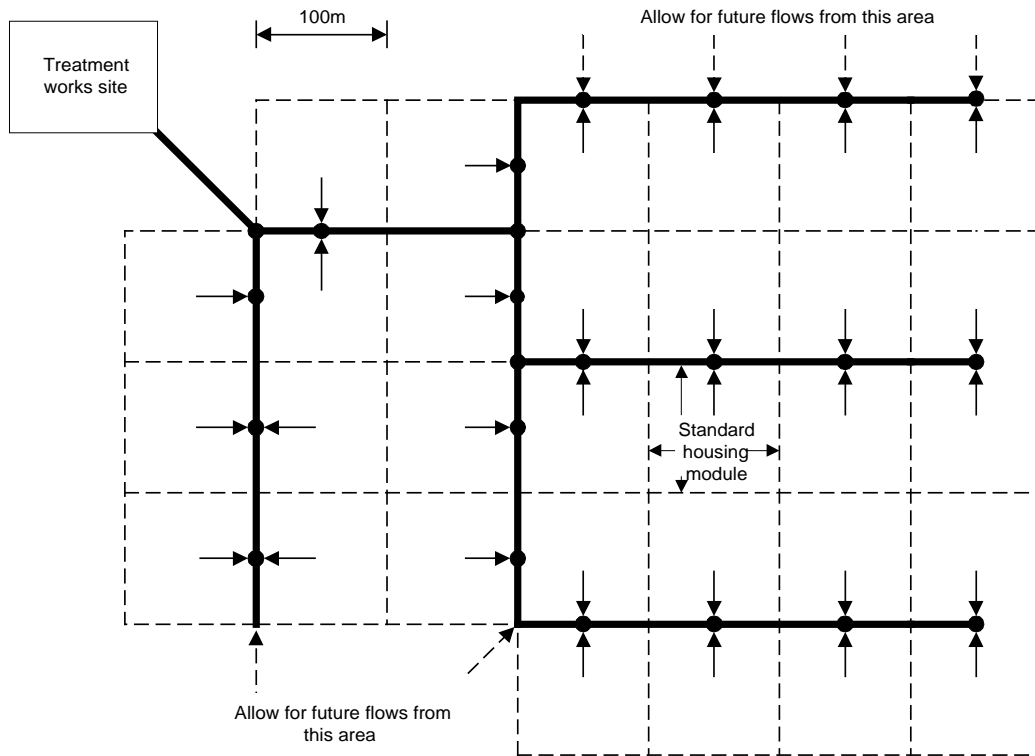 100m
Allow for future flows from this area
Treatment
works site
Standard
housing
module
Allow for future flows from
this area